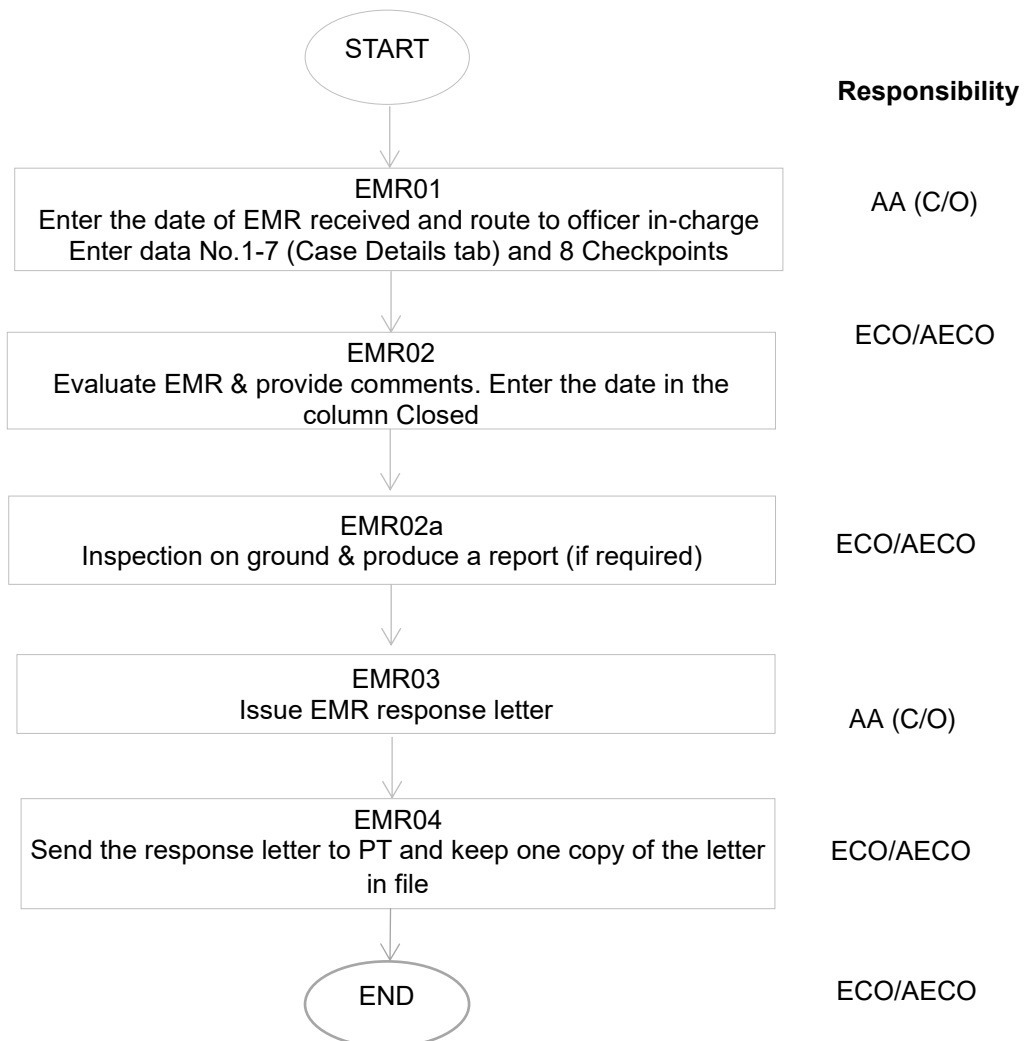 START
Responsibility
EMR01
Enter the date of EMR received and route to officer in-charge
Enter data No.1-7 (Case Details tab) and 8 Checkpoints
AA (C/O)
EMR02
Evaluate EMR & provide comments. Enter the date in the
column Closed
ECO/AECO
EMR02a
Inspection on ground & produce a report (if required)
ECO/AECO
EMR03
Issue EMR response letter
AA (C/O)
EMR04
Send the response letter to PT and keep one copy of the letter
in file
ECO/AECO
END
ECO/AECO